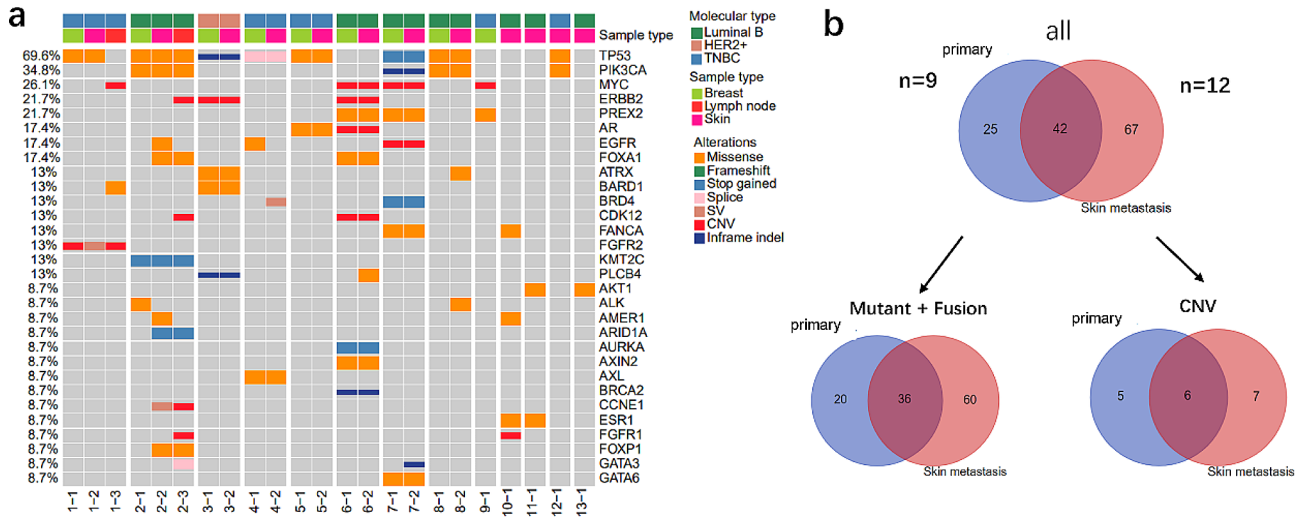 a
Sample type
69.6% TP53
34.8% PIK3CA
26.1% MYC
21.7% ERBB2
21.7% PREX2
17.4% AR
17.4% EGFR
17.4% FOXA1
13% ATRX
13% BARD1
13% BRD4
13% CDK12
13% FANCA
13% FGFR2
13% KMT2C
13% PLCB4
8.7% AKT1
8.7% ALK
8.7% AMER1
8.7% ARID1A
8.7% AURKA
8.7% AXIN2
8.7% AXL
8.7% BRCA2
8.7% CCNE1
8.7% ESR1
8.7% FGFR1
8.7% FOXP1
8.7% GATA3
8.7% GATA6
1-1 1-2 1-3 2-1 2-2 2-3 3-1 3-2 4-1 4-2 5-1 5-2 6-1 6-2 7-1 7-2 8-1 8-2 9-1 10-1 11-1 12-1 13-1
Molecular type
Luminal B
HER2+
TNBC
Sample type
Breast
Lymph node
Skin
Alterations
Missense
Frameshift
Stop gained
Splice
SV
CNV
Inframe indel
b
all
primary
n=9 n=12
25 42 67
Skin metastasis
Mutant + Fusion
primary
20 36 60
Skin metastasis
CNV
primary
5 6 7
Skin metastasis